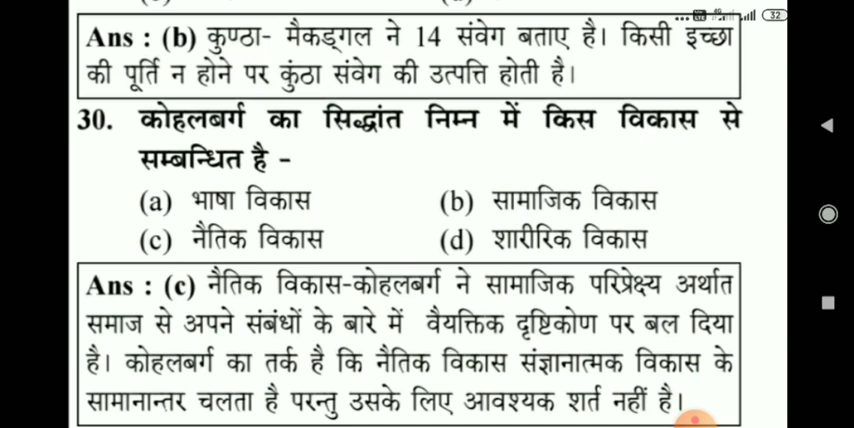 Ans : (b) कुण्ठा- मैकड्गल ने 14 संवेग बताए है। किसी इच्छा
की पूर्ति न होने पर कुंठा संवेग की उत्पत्ति होती है।
30. कोहलबर्ग का सिद्धांत निम्न में किस विकास से
सम्बन्धित है -
(a) भाषा विकास (b) सामाजिक विकास
(c) नैतिक विकास (d) शारीरिक विकास
Ans : (c) नैतिक विकास-कोहलबर्ग ने सामाजिक परिप्रेक्ष्य अर्थात
समाज से अपने संबंधों के बारे में वैयक्तिक दृष्टिकोण पर बल दिया
है। कोहलबर्ग का तर्क है कि नैतिक विकास संज्ञानात्मक विकास के
सामानान्तर चलता है परन्तु उसके लिए आवश्यक शर्त नहीं है।
32